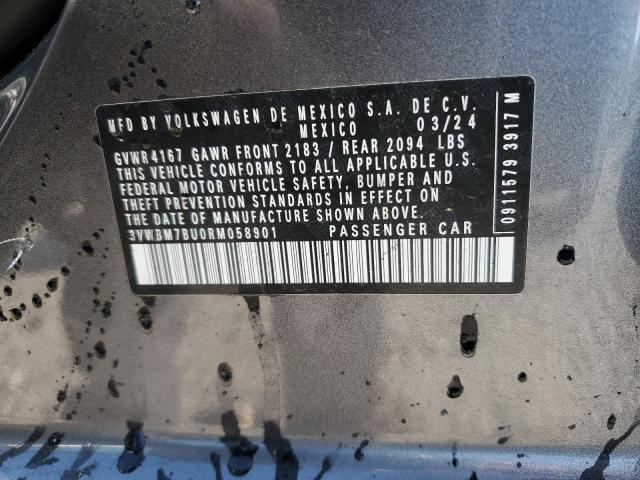 MFD BY VOLKSWAGEN DE MEXICO S.A. DE C.V.
MEXICO 03/24
GVWR4167 GAWR FRONT 2183 / REAR 2094 LBS
THIS VEHICLE CONFORMS TO ALL APPLICABLE U.S.
FEDERAL MOTOR VEHICLE SAFETY, BUMPER AND
THEFT PREVENTION STANDARDS IN EFFECT ON
THE DATE OF MANUFACTURE SHOWN ABOVE.
3VWBM7BU0RM058901 PASSENGER CAR
0911579 3917 M